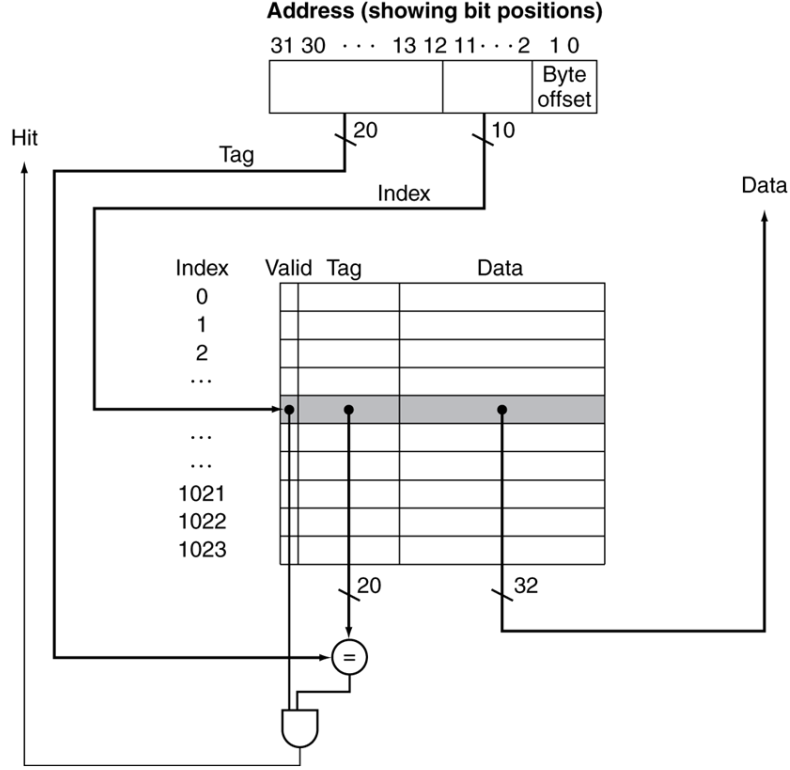 Address (showing bit positions)
31 30 ··· 13 12 11···2 1 0
Byte
offset
20
10
Hit
Tag
Index
Data
Index Valid Tag Data
0
1
2
...
...
...
1021
1022
1023
20
32
=